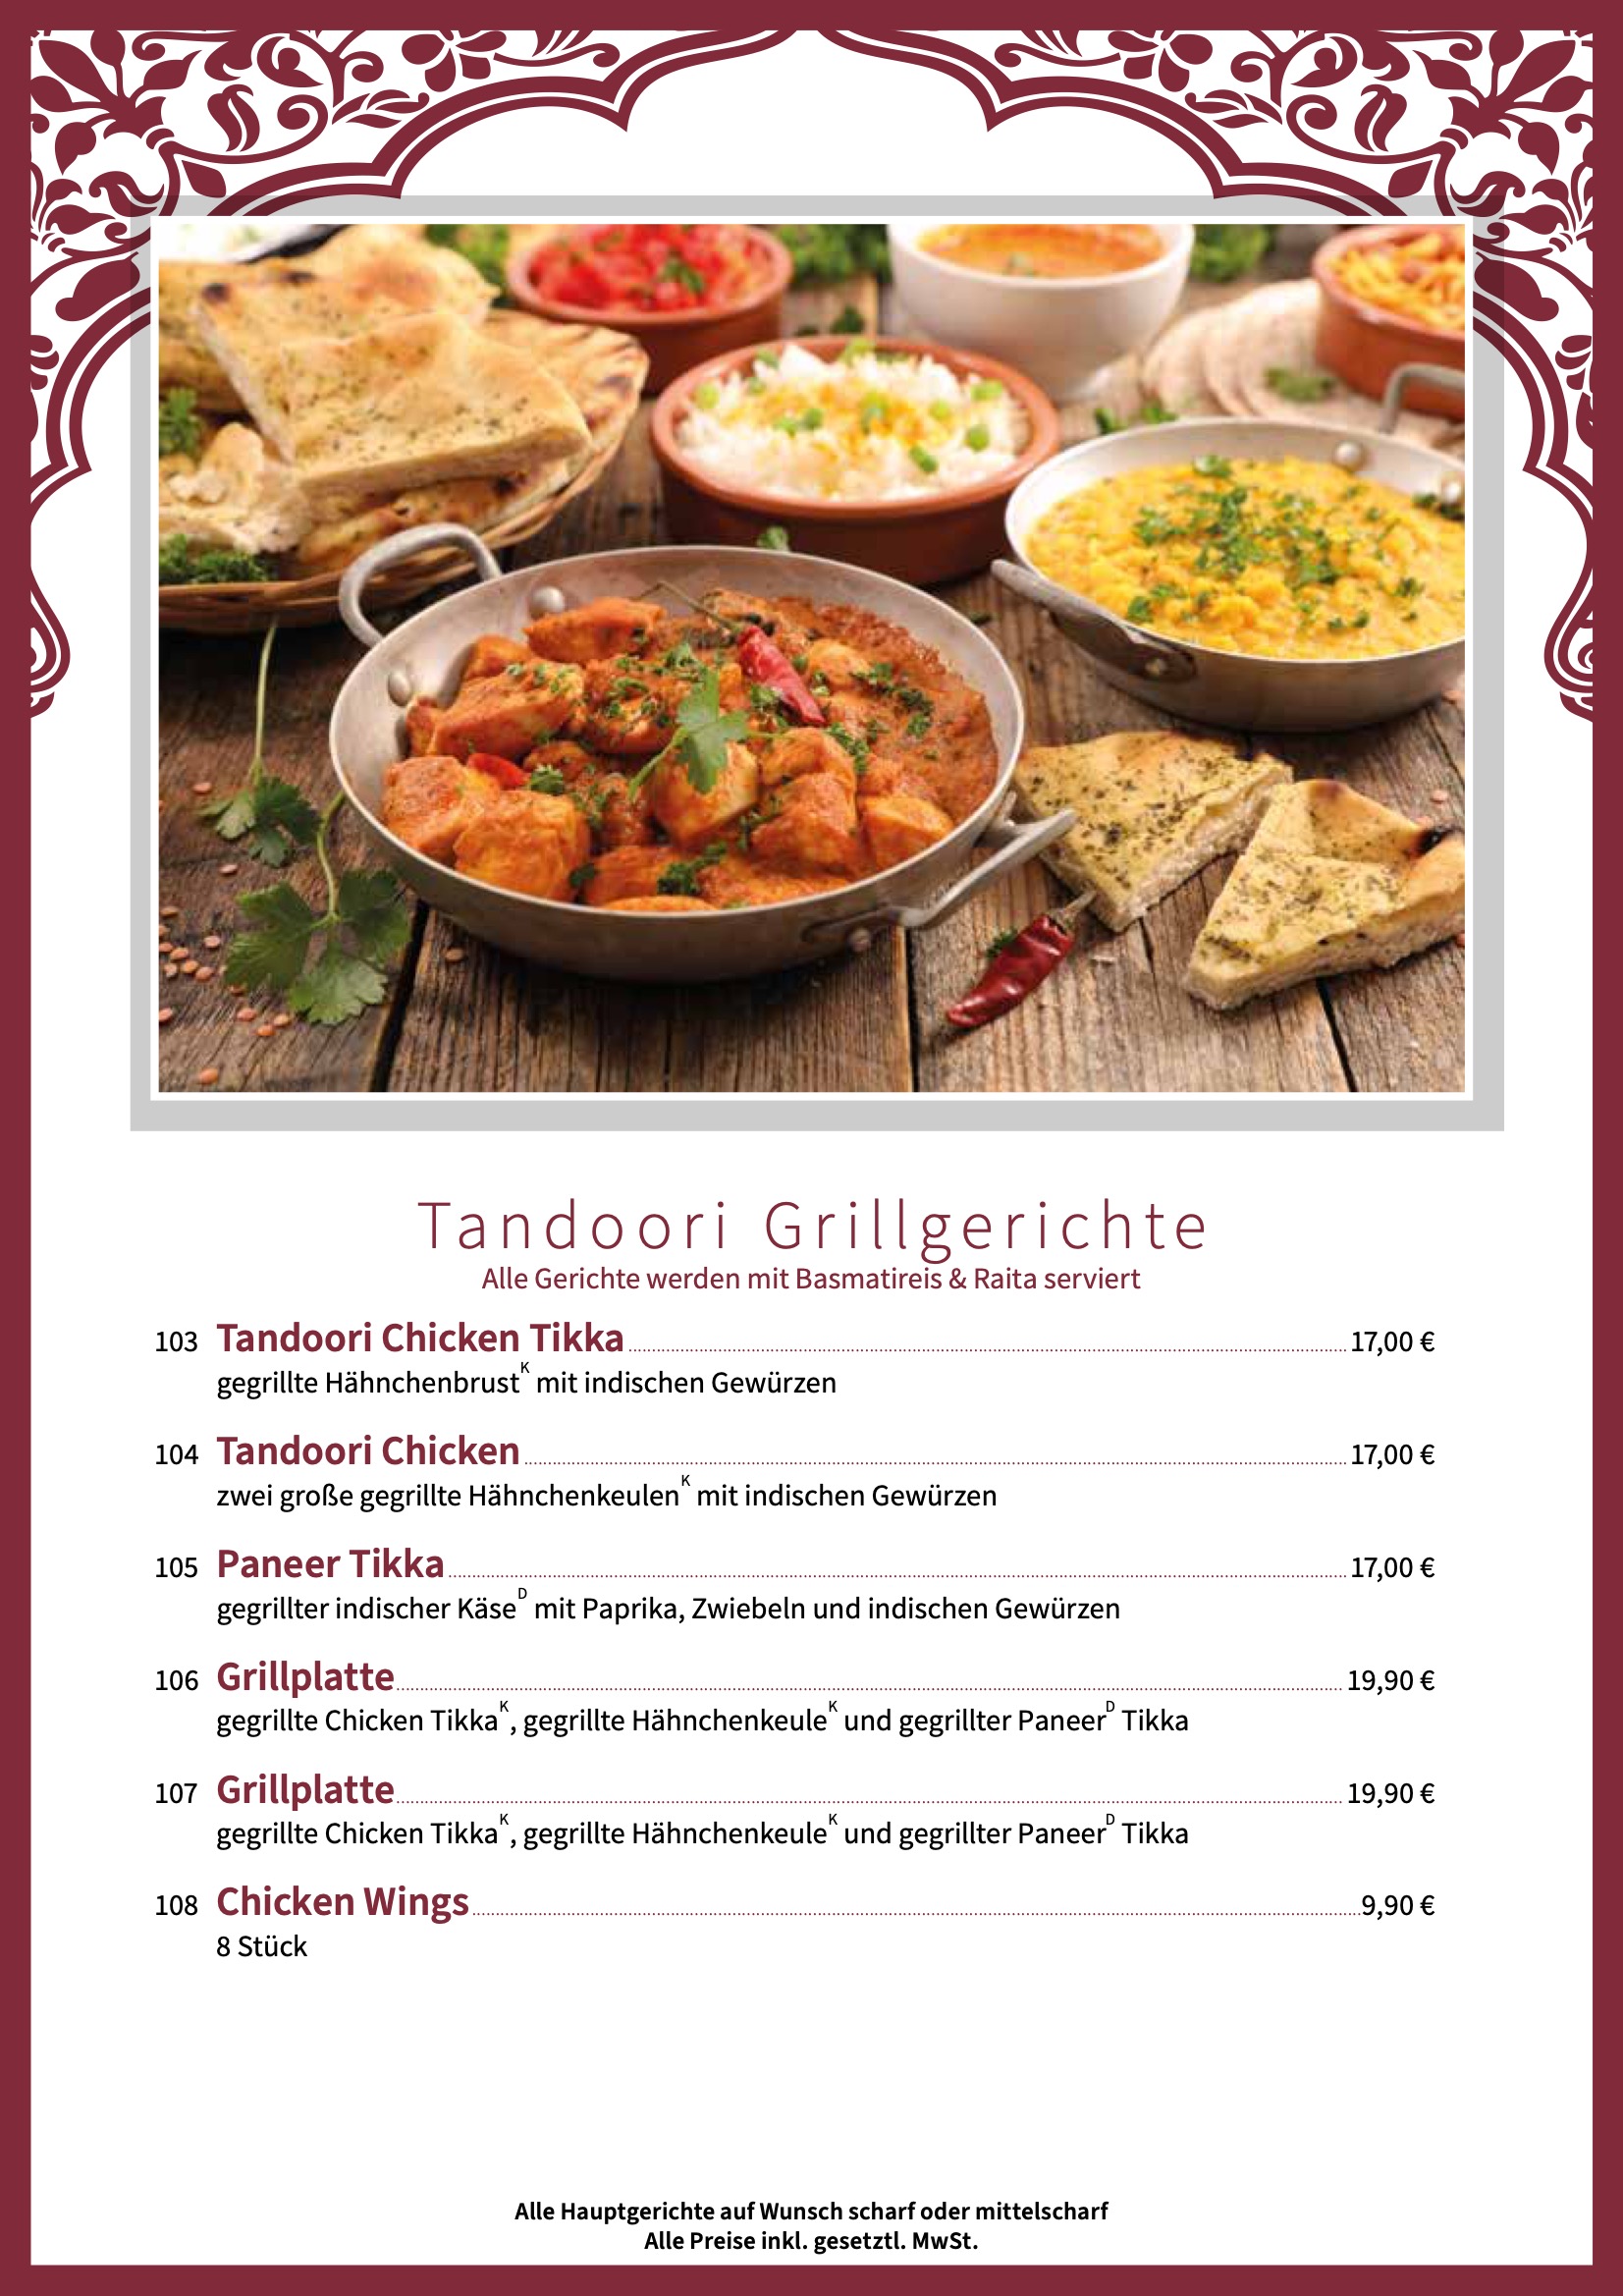 Tandoori Grillgerichte
Alle Gerichte werden mit Basmatireis & Raita serviert
103 Tandoori Chicken Tikka 17,00 €
gegrillte Hähnchenbrust K mit indischen Gewürzen
104 Tandoori Chicken 17,00 €
zwei große gegrillte Hähnchenkeulen K mit indischen Gewürzen
105 Paneer Tikka 17,00 €
gegrillter indischer Käse D mit Paprika, Zwiebeln und indischen Gewürzen
106 Grillplatte 19,90 €
gegrillte Chicken Tikka K, gegrillte Hähnchenkeule K und gegrillter Paneer D Tikka
107 Grillplatte 19,90 €
gegrillte Chicken Tikka K, gegrillte Hähnchenkeule K und gegrillter Paneer D Tikka
108 Chicken Wings 9,90 €
8 Stück
Alle Hauptgerichte auf Wunsch scharf oder mittelscharf
Alle Preise inkl. gesetztl. MwSt.